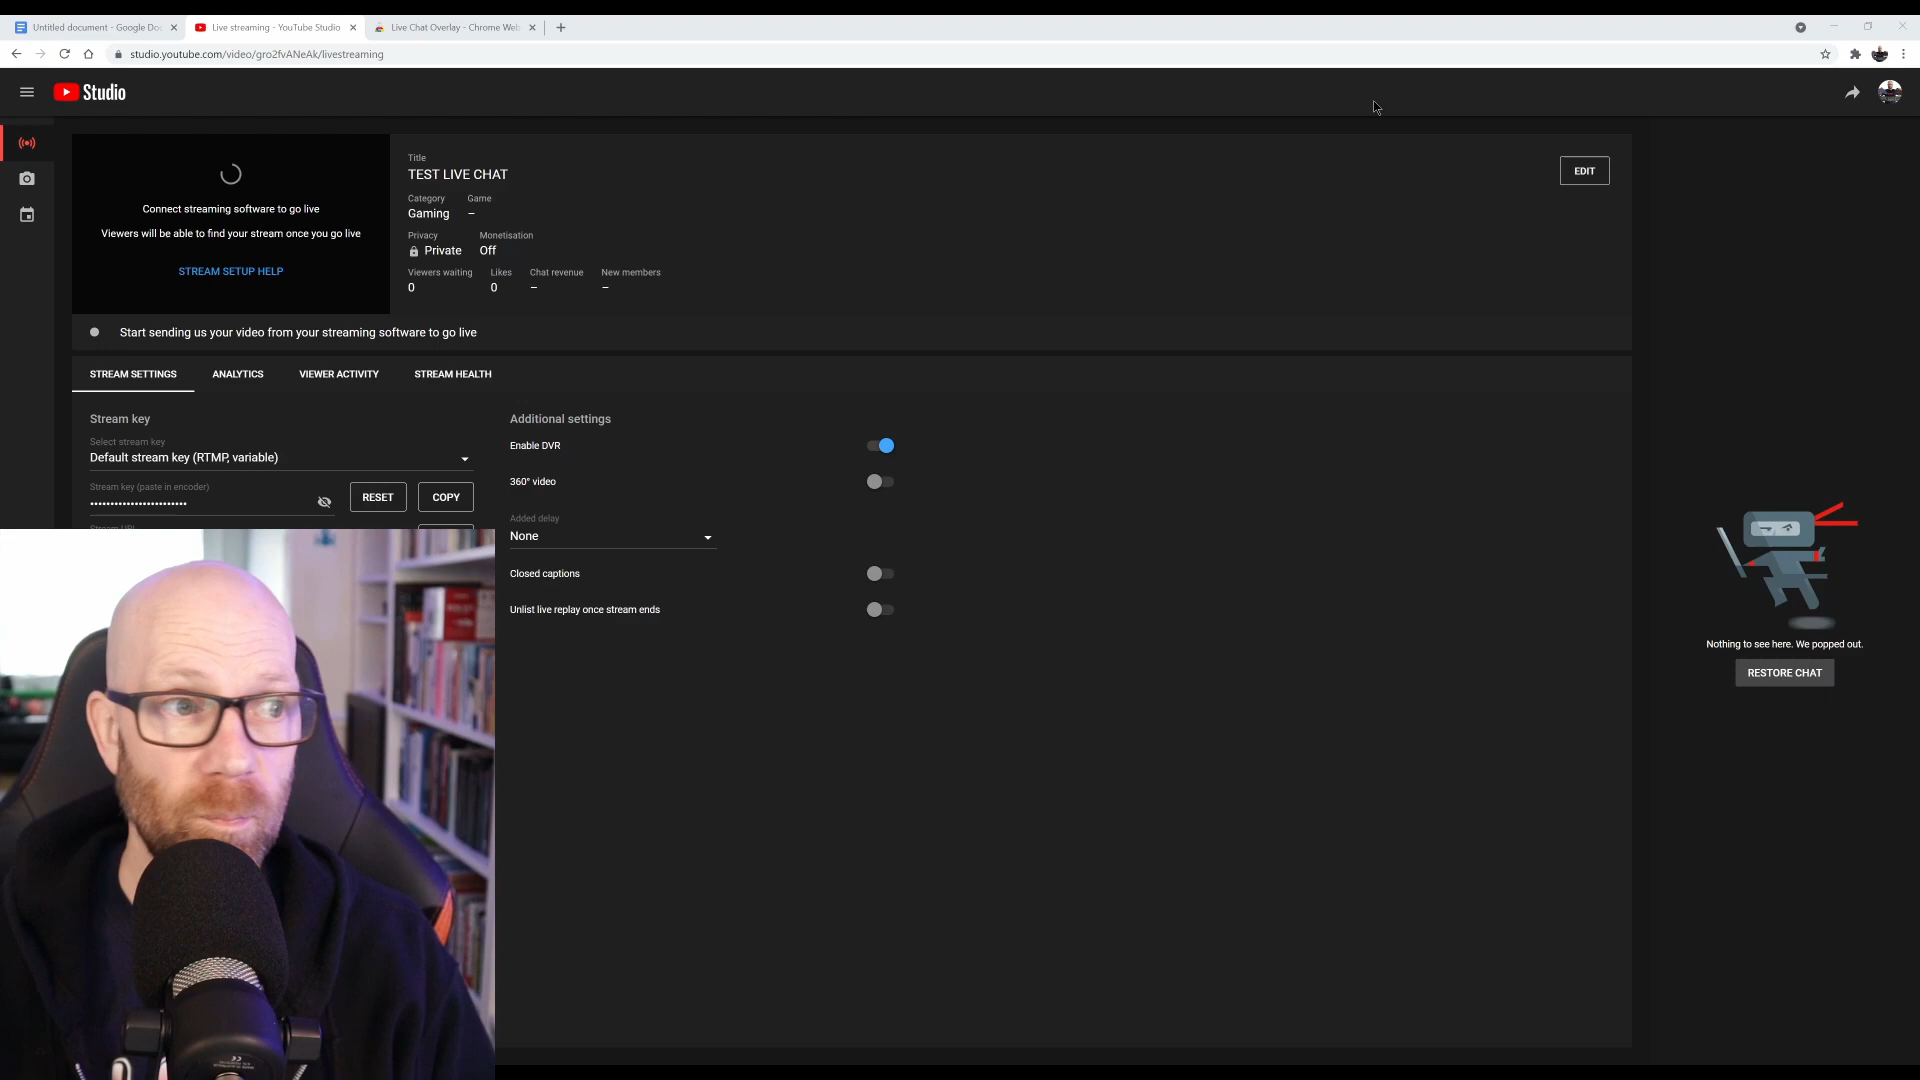 Untitled document - Google Doc
Live streaming - YouTube Studio
Live Chat Overlay - Chrome Web
studio.youtube.com/video/gro2fvANeAk/livestreaming
Studio
Connect streaming software to go live
Viewers will be able to find your stream once you go live
STREAM SETUP HELP
Title
TEST LIVE CHAT
EDIT
Category Game
Gaming –
Privacy Monetisation
Private Off
Viewers waiting Likes Chat revenue New members
0 0 – –
Start sending us your video from your streaming software to go live
STREAM SETTINGS ANALYTICS VIEWER ACTIVITY STREAM HEALTH
Stream key
Select stream key
Default stream key (RTMP, variable)
Stream key (paste in encoder)
••••••••••••••••••••••••
RESET COPY
Additional settings
Enable DVR
360° video
Added delay
None
Closed captions
Unlist live replay once stream ends
Nothing to see here. We popped out.
RESTORE CHAT